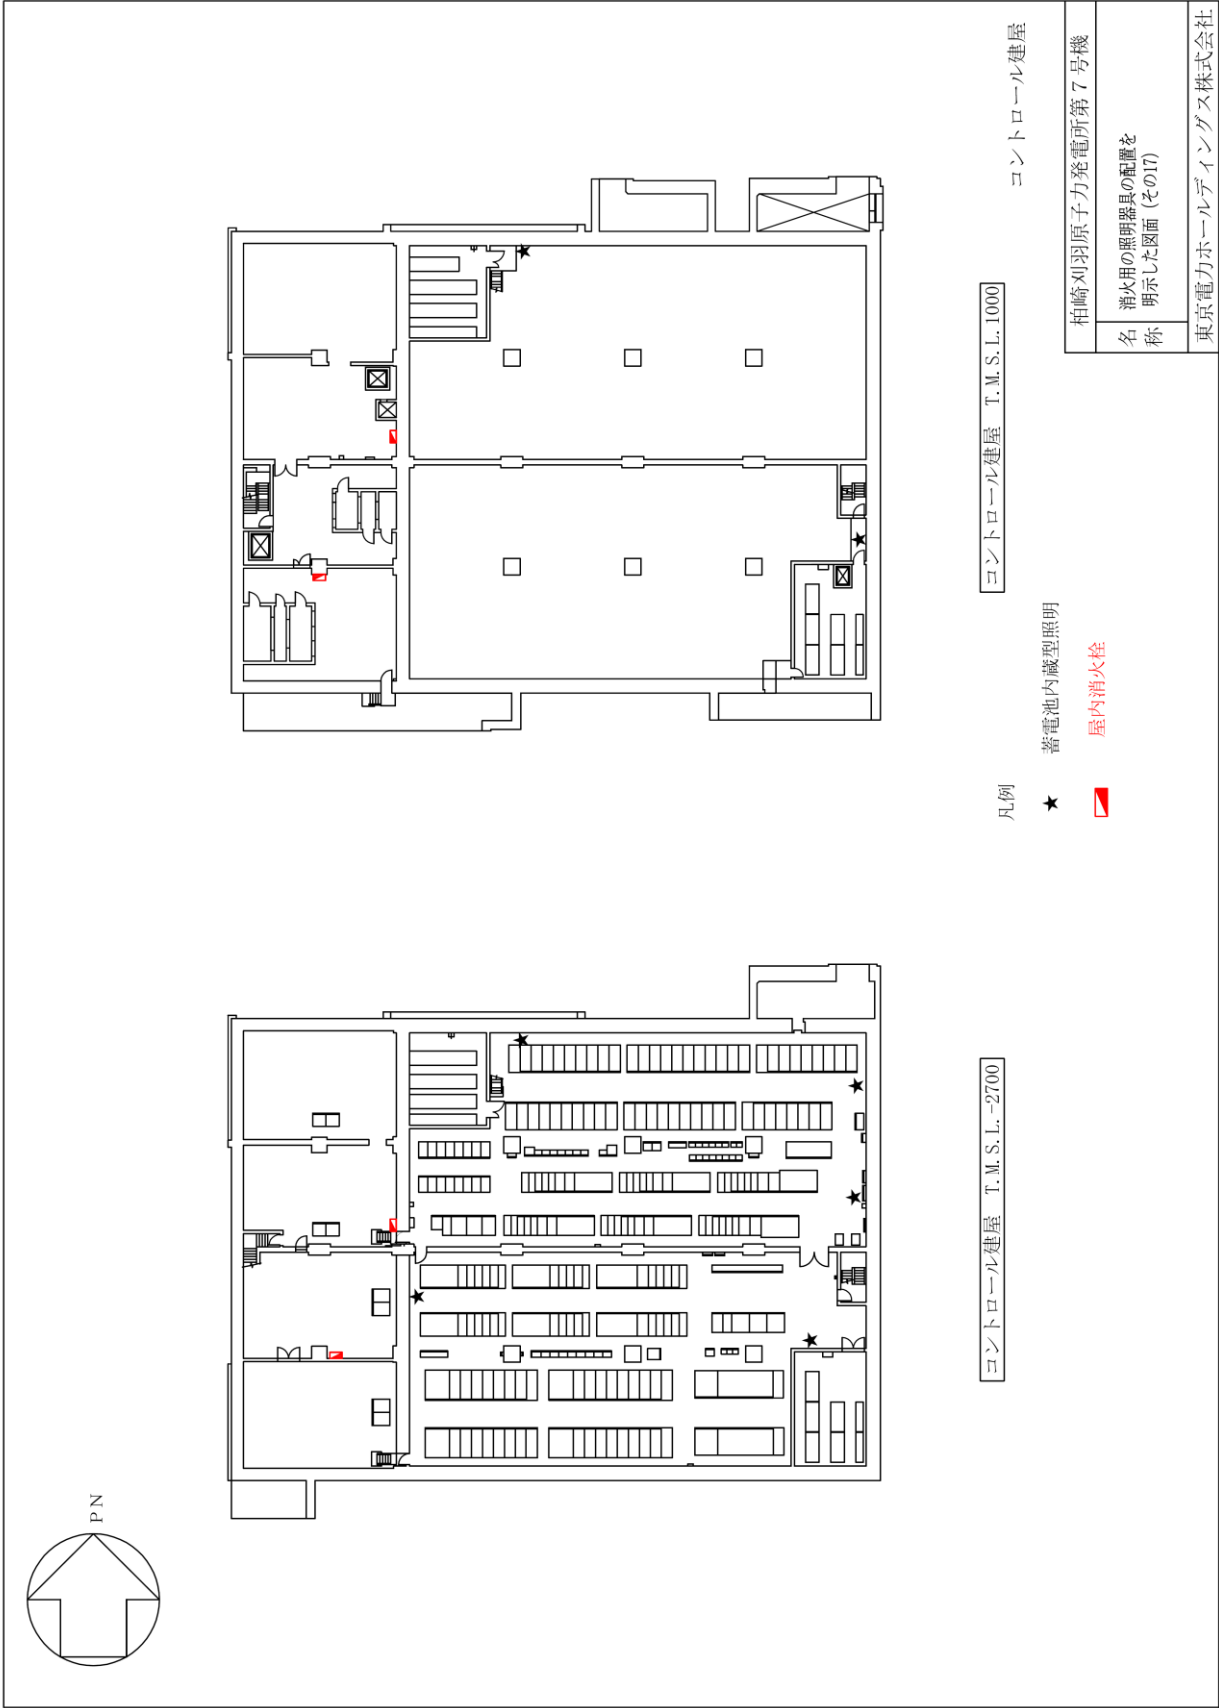 PN
コントロール建屋 T.M.S.L.-2700
コントロール建屋 T.M.S.L.1000
凡例
蓄電池内蔵型照明
屋内消火栓
コントロール建屋
柏崎刈羽原子力発電所第7号機
名称
消火用の照明器具の配置を
明示した図面 (その17)
東京電力ホールディングス株式会社